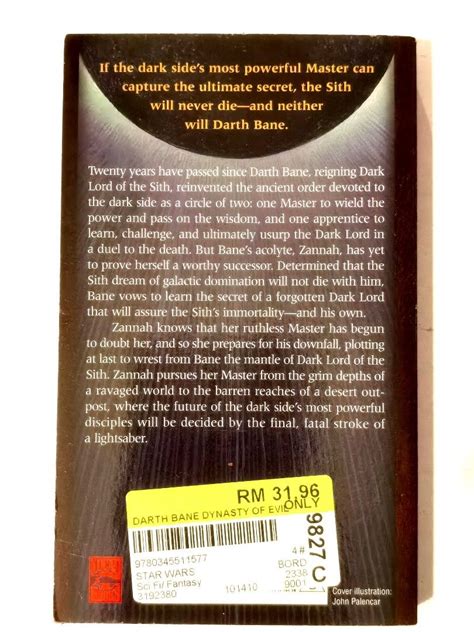 If the dark side's most powerful Master can
capture the ultimate secret, the Sith
will never die—and neither
will Darth Bane.
Twenty years have passed since Darth Bane, reigning Dark
Lord of the Sith, reinvented the ancient order devoted to
the dark side as a circle of two: one Master to wield the
power and pass on the wisdom, and one apprentice to
learn, challenge, and ultimately usurp the Dark Lord in
a duel to the death. But Bane's acolyte, Zannah, has yet
to prove herself a worthy successor. Determined that the
Sith dream of galactic domination will not die with him,
Bane vows to learn the secret of a forgotten Dark Lord
that will assure the Sith's immortality—and his own.
Zannah knows that her ruthless Master has begun
to doubt her, and so she prepares for his downfall, plotting
at last to wrest from Bane the mantle of Dark Lord of the
Sith. Zannah pursues her Master from the grim depths of
a ravaged world to the barren reaches of a desert out-
post, where the future of the dark side's most powerful
disciples will be decided by the final, fatal stroke of
a lightsaber.
RM 31.96
ONLY
DARTH BANE DYNASTY OF EVIL
9780345511577
4#
STAR WARS
BORD
Sci Fi/ Fantasy
2338
3192380
101410
9001
9827 C
Cover illustration:
John Palencar